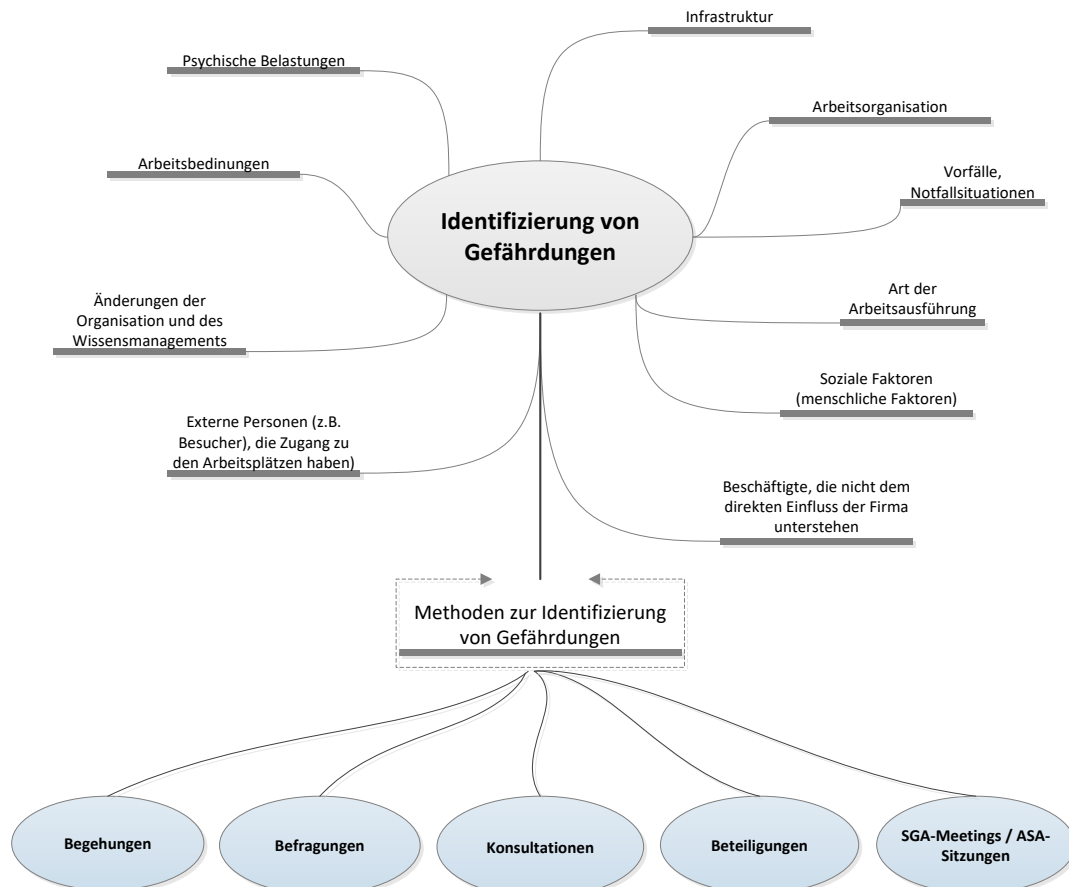 Infrastruktur
Psychische Belastungen
Arbeitsorganisation
Arbeitsbedinungen
Vorfälle,
Notfallsituationen
Identifizierung von
Gefährdungen
Änderungen der
Organisation und des
Wissensmanagements
Art der
Arbeitsausführung
Soziale Faktoren
(menschliche Faktoren)
Externe Personen (z.B.
Besucher), die Zugang zu
den Arbeitsplätzen haben)
Beschäftigte, die nicht dem
direkten Einfluss der Firma
unterstehen
Methoden zur Identifizierung
von Gefährdungen
Begehungen
Befragungen
Konsultationen
Beteiligungen
SGA-Meetings / ASA-
Sitzungen